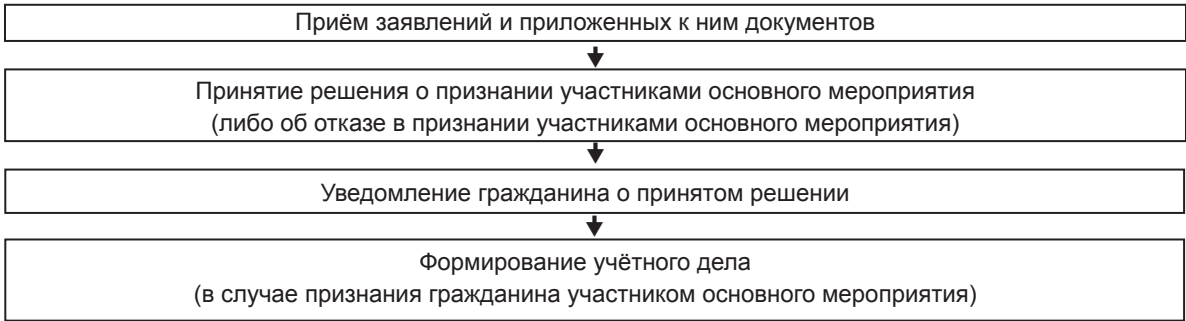 Приём заявлений и приложенных к ним документов
Принятие решения о признании участниками основного мероприятия
(либо об отказе в признании участниками основного мероприятия)
Уведомление гражданина о принятом решении
Формирование учётного дела
(в случае признания гражданина участником основного мероприятия)